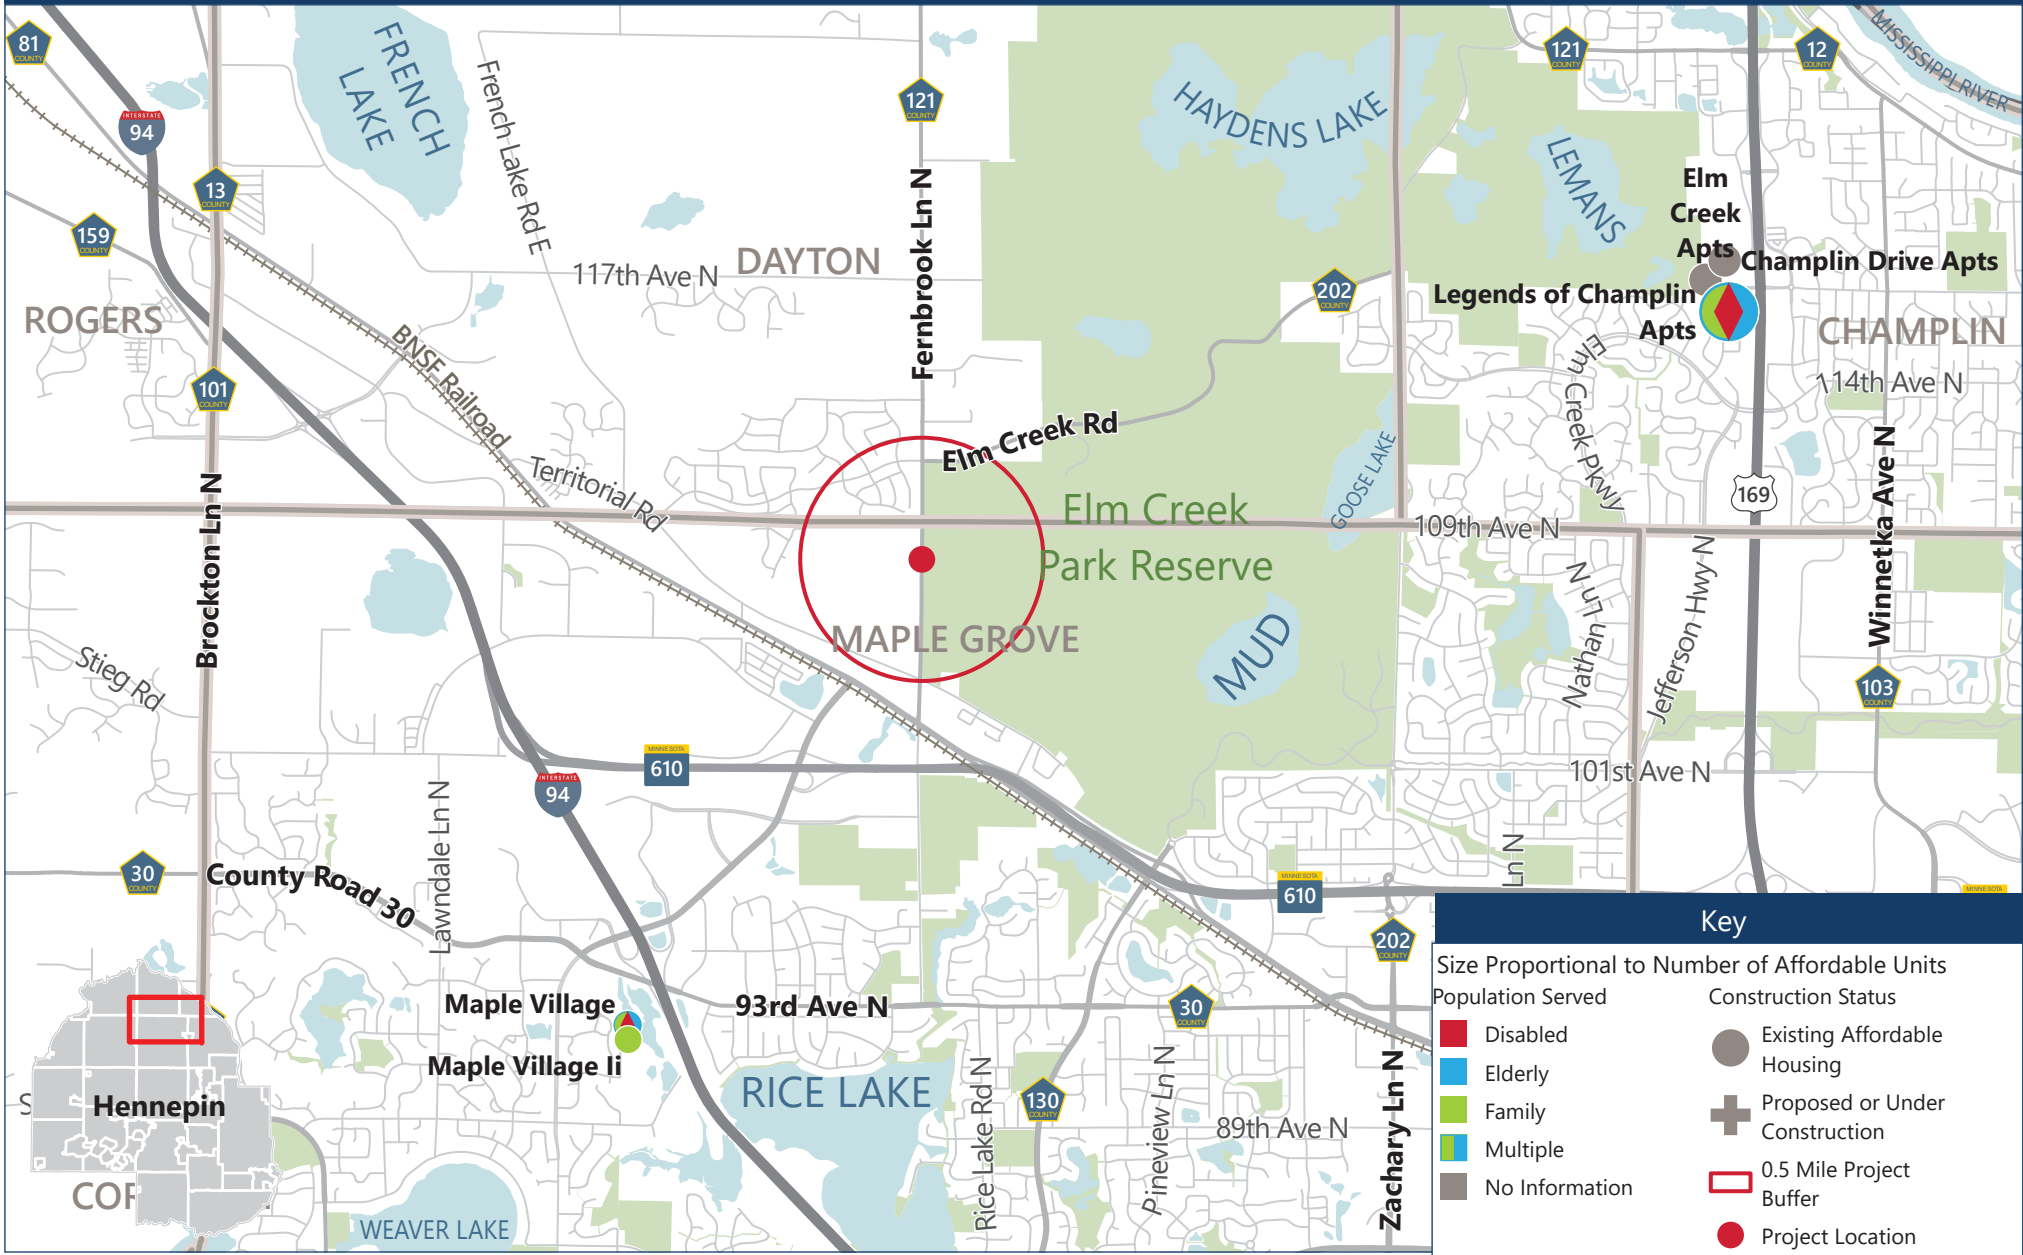 81
COUNTY
INTERSTATE
94
13
COUNTY
159
COUNTY
FRENCH
LAKE
French Lake Rd E
121
COUNTY
HAYDENS LAKE
121
COUNTY
12
COUNTY
MISSISSIPPI RIVER
LEMANS
Elm
Creek
Apts
Champlin Drive Apts
Legends of Champlin
Apts
CHAMPLIN
114th Ave N
DAYTON
117th Ave N
Fernbrook Ln N
202
COUNTY
ROGERS
101
COUNTY
BNSF Railroad
Territorial Rd
Elm Creek Rd
Elm Creek
Park Reserve
GOOSE LAKE
Elm Creek Pkwy
169
Winnetka Ave N
109th Ave N
Brockton Ln N
MAPLE GROVE
MUD
Nathan Ln N
Jefferson Hwy N
103
COUNTY
Stieg Rd
MINNESOTA
610
INTERSTATE
94
101st Ave N
Lawndale Ln N
30
COUNTY
County Road 30
Ln N
MINNESOTA
610
MINNESOTA
202
COUNTY
Maple Village
Maple Village Ii
93rd Ave N
30
COUNTY
RICE LAKE
Rice Lake Rd N
130
COUNTY
Pineview Ln N
89th Ave N
Zachary Ln N
WEAVER LAKE
S
Hennepin
COR
Key
Size Proportional to Number of Affordable Units
Population Served
Disabled
Elderly
Family
Multiple
No Information
Construction Status
Existing Affordable
Housing
Proposed or Under
Construction
0.5 Mile Project
Buffer
Project Location